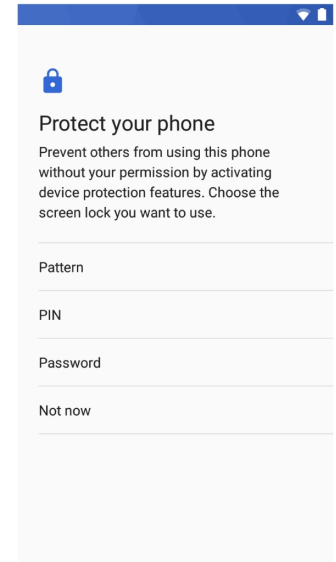 Protect your phone
Prevent others from using this phone
without your permission by activating
device protection features. Choose the
screen lock you want to use.
Pattern
PIN
Password
Not now